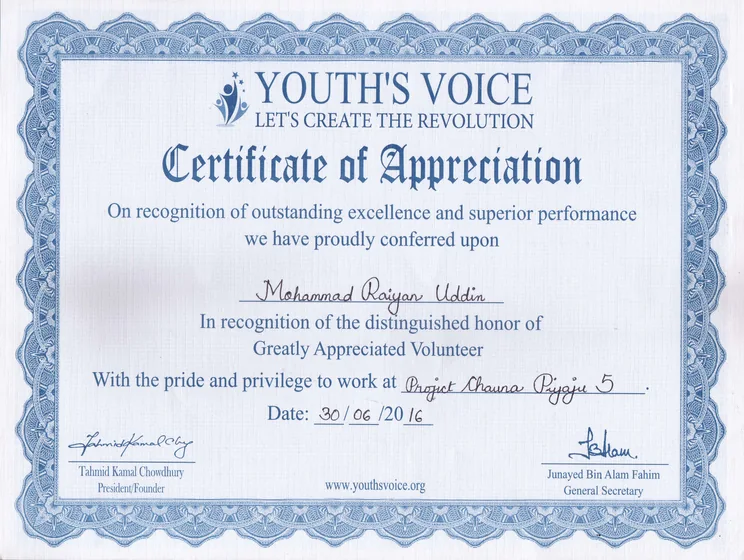 YOUTH'S VOICE
LET'S CREATE THE REVOLUTION
Certificate of Appreciation
On recognition of outstanding excellence and superior performance
we have proudly conferred upon
Mohammad Raiyan Uddin
In recognition of the distinguished honor of
Greatly Appreciated Volunteer
With the pride and privilege to work at Project Chauna Piyaju 5 .
Date: 30/06/2016
Tahmid Kamal Chowdhury
President/Founder
www.youthsvoice.org
Junayed Bin Alam Fahim
General Secretary